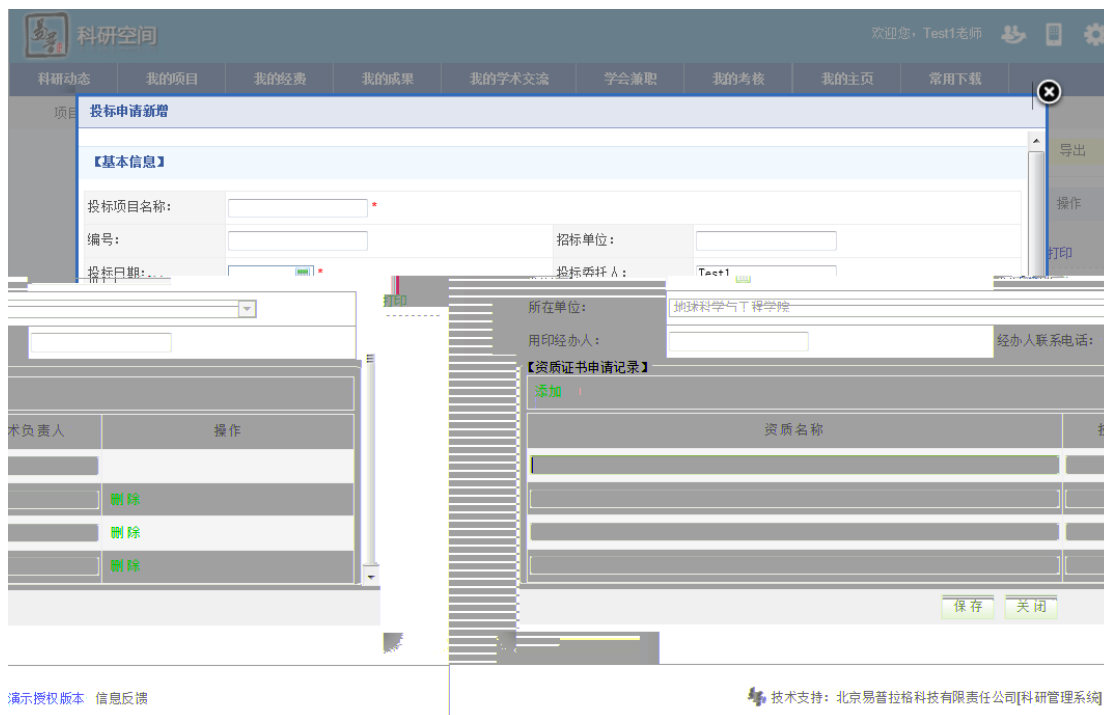 易普
科研空间
欢迎您，Test1老师
科研动态 我的项目 我的经费 我的成果 我的学术交流 学会兼职 我的考核 我的主页 常用下载
项目
投标申请新增
导出
【基本信息】
投标项目名称： *
操作
编号： 招标单位：
打印
投标日期： * 投标委托人： Test1
打印
所在单位： 地球科学与工程学院
用印经办人： 经办人联系电话：
【资质证书申请记录】
添加
术负责人 操作 资质名称
删除
删除
删除
保存 关闭
演示授权版本 信息反馈 技术支持：北京易普拉格科技有限责任公司[科研管理系统]